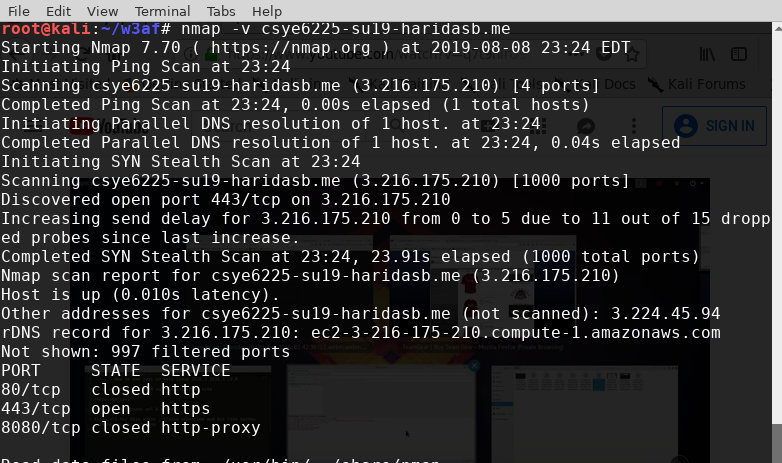 File Edit View Terminal Tabs Help
root@kali:~/w3af# nmap -v csye6225-su19-haridasb.me
Starting Nmap 7.70 ( https://nmap.org ) at 2019-08-08 23:24 EDT
Initiating Ping Scan at 23:24
Scanning csye6225-su19-haridasb.me (3.216.175.210) [4 ports]
Completed Ping Scan at 23:24, 0.00s elapsed (1 total hosts)
Initiating Parallel DNS resolution of 1 host. at 23:24
Completed Parallel DNS resolution of 1 host. at 23:24, 0.04s elapsed
Initiating SYN Stealth Scan at 23:24
Scanning csye6225-su19-haridasb.me (3.216.175.210) [1000 ports]
Discovered open port 443/tcp on 3.216.175.210
Increasing send delay for 3.216.175.210 from 0 to 5 due to 11 out of 15 dropp
ed probes since last increase.
Completed SYN Stealth Scan at 23:24, 23.91s elapsed (1000 total ports)
Nmap scan report for csye6225-su19-haridasb.me (3.216.175.210)
Host is up (0.010s latency).
Other addresses for csye6225-su19-haridasb.me (not scanned): 3.224.45.94
rDNS record for 3.216.175.210: ec2-3-216-175-210.compute-1.amazonaws.com
Not shown: 997 filtered ports
PORT STATE SERVICE
80/tcp closed http
443/tcp open https
8080/tcp closed http-proxy
Docs Kali Forums
SIGN IN